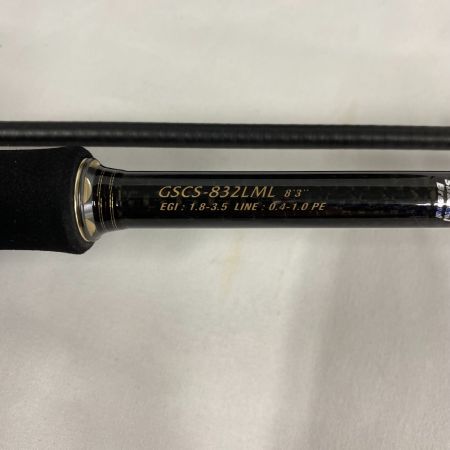 GSCS-832LML 8'3"
EGI : 1.8-3.5 LINE : 0.4-1.0 PE